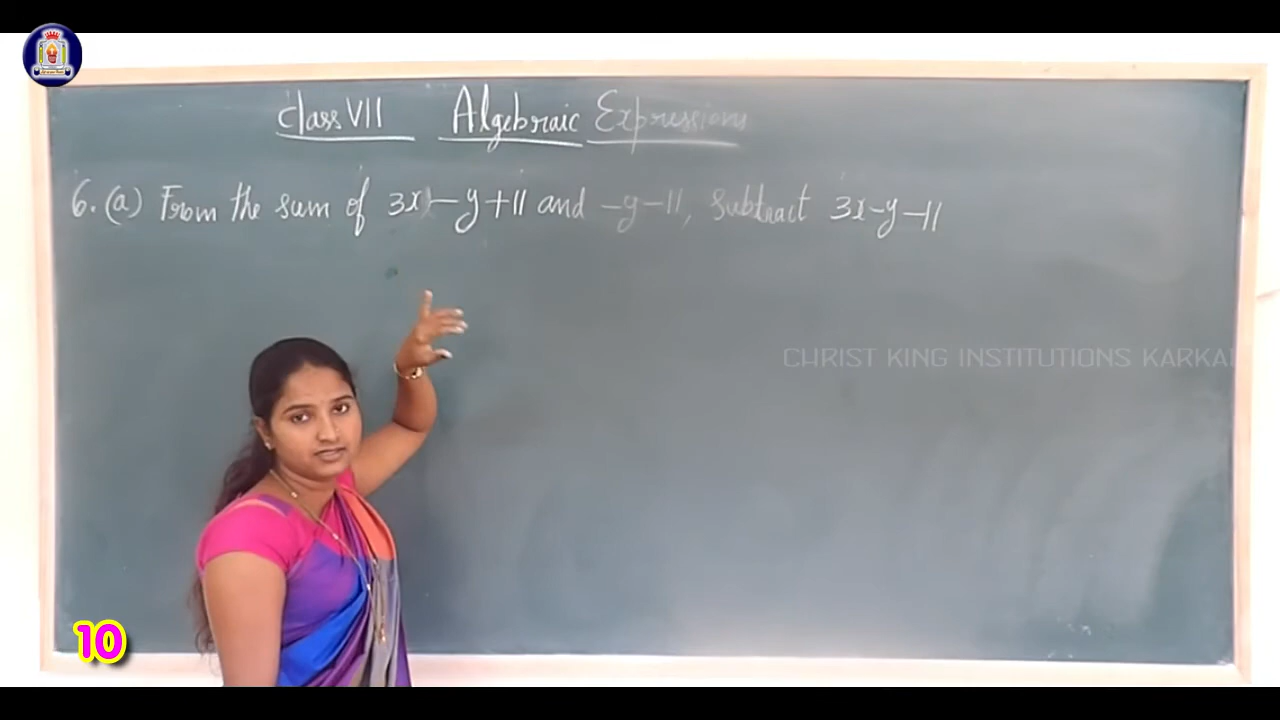 Class VII Algebraic Expressions
6. (a) From the sum of 3x - y + 11 and -y - 11, subtract 3x - y - 11
CHRIST KING INSTITUTIONS KARKAL
10